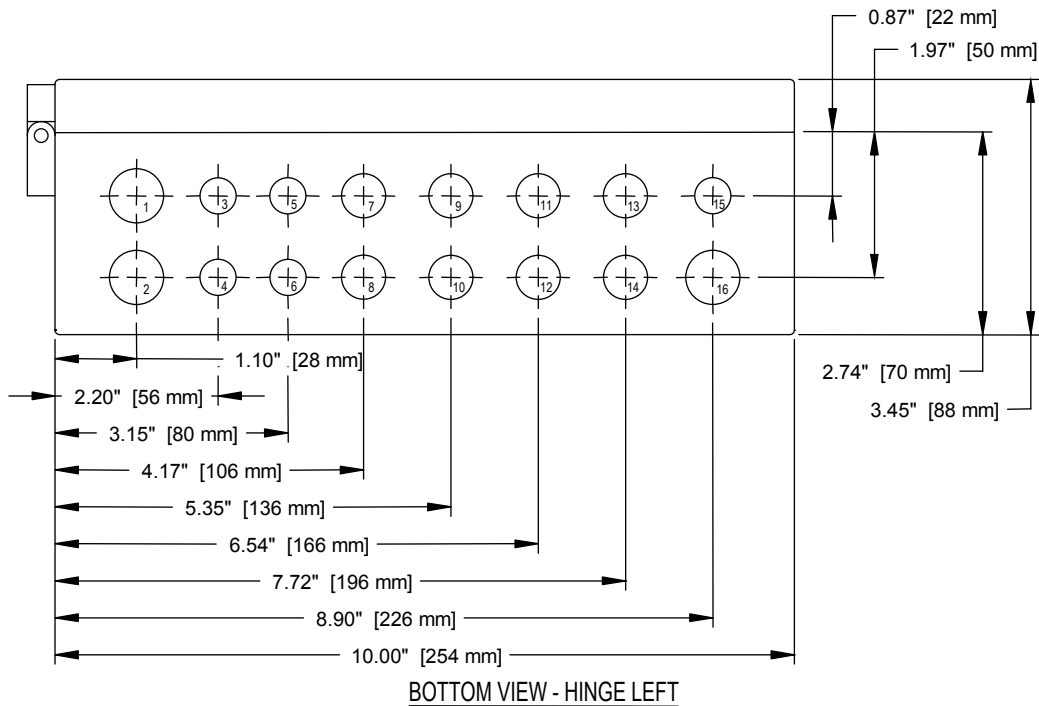 0.87" [22 mm]
1.97" [50 mm]
1 3 5 7 9 11 13 15
2 4 6 8 10 12 14 16
1.10" [28 mm]
2.20" [56 mm]
3.15" [80 mm]
4.17" [106 mm]
5.35" [136 mm]
6.54" [166 mm]
7.72" [196 mm]
8.90" [226 mm]
10.00" [254 mm]
2.74" [70 mm]
3.45" [88 mm]
BOTTOM VIEW - HINGE LEFT